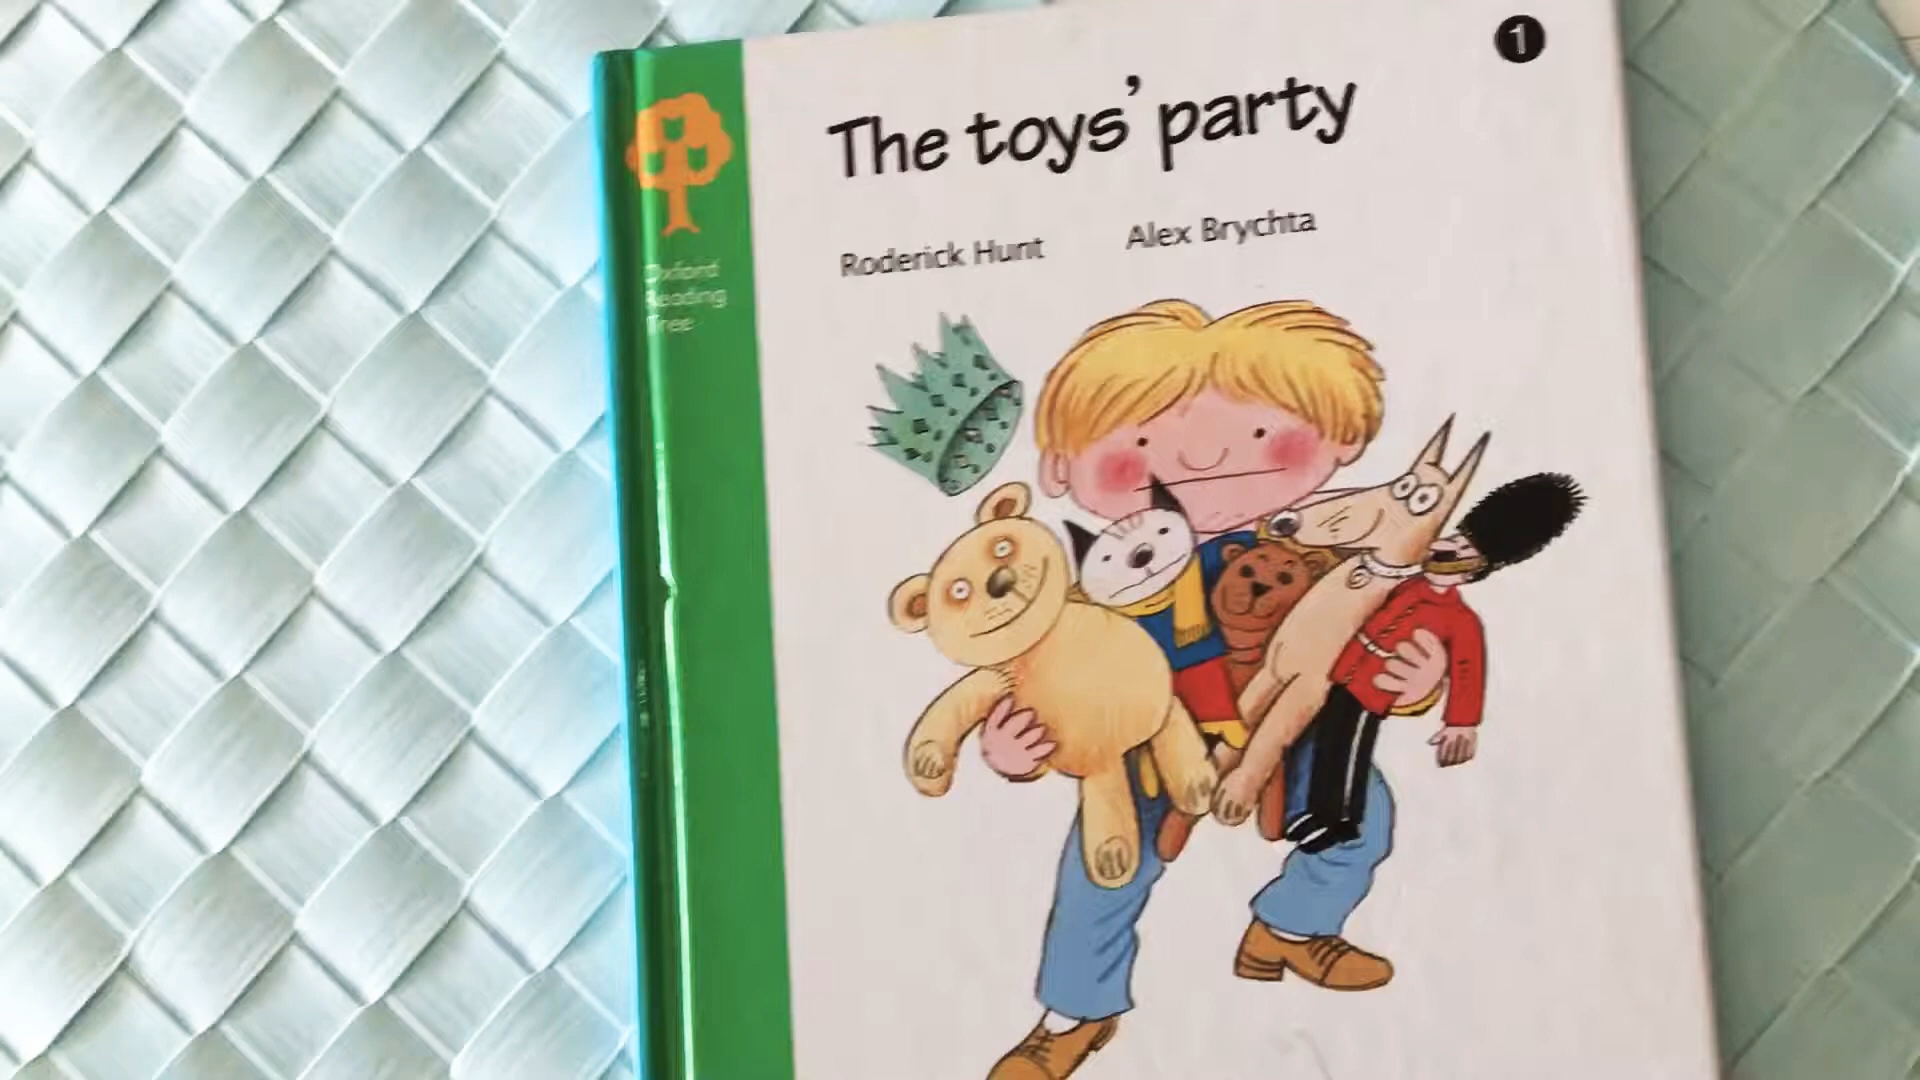 1
The toys' party
Roderick Hunt Alex Brychta
Oxford
Reading
Tree